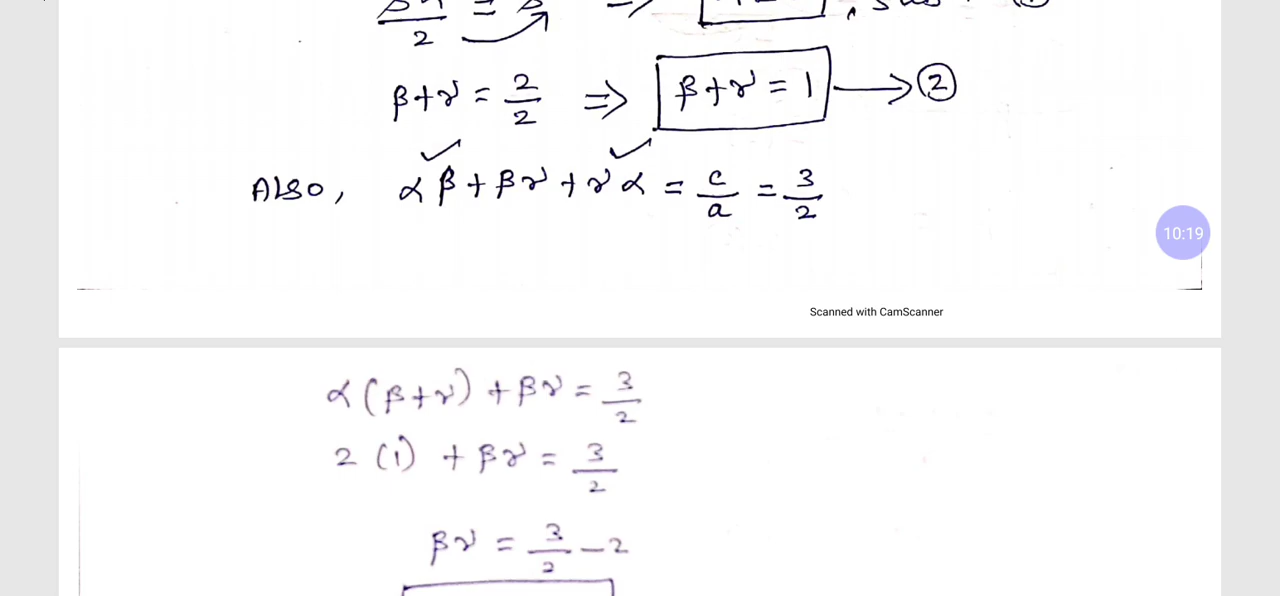 2
β+γ = 2/2 ⇒ β+γ = 1 → ②
Also, αβ + βγ + γα = c/a = 3/2
10:19
Scanned with CamScanner
α(β+γ) + βγ = 3/2
2 (1) + βγ = 3/2
βγ = 3/2 - 2